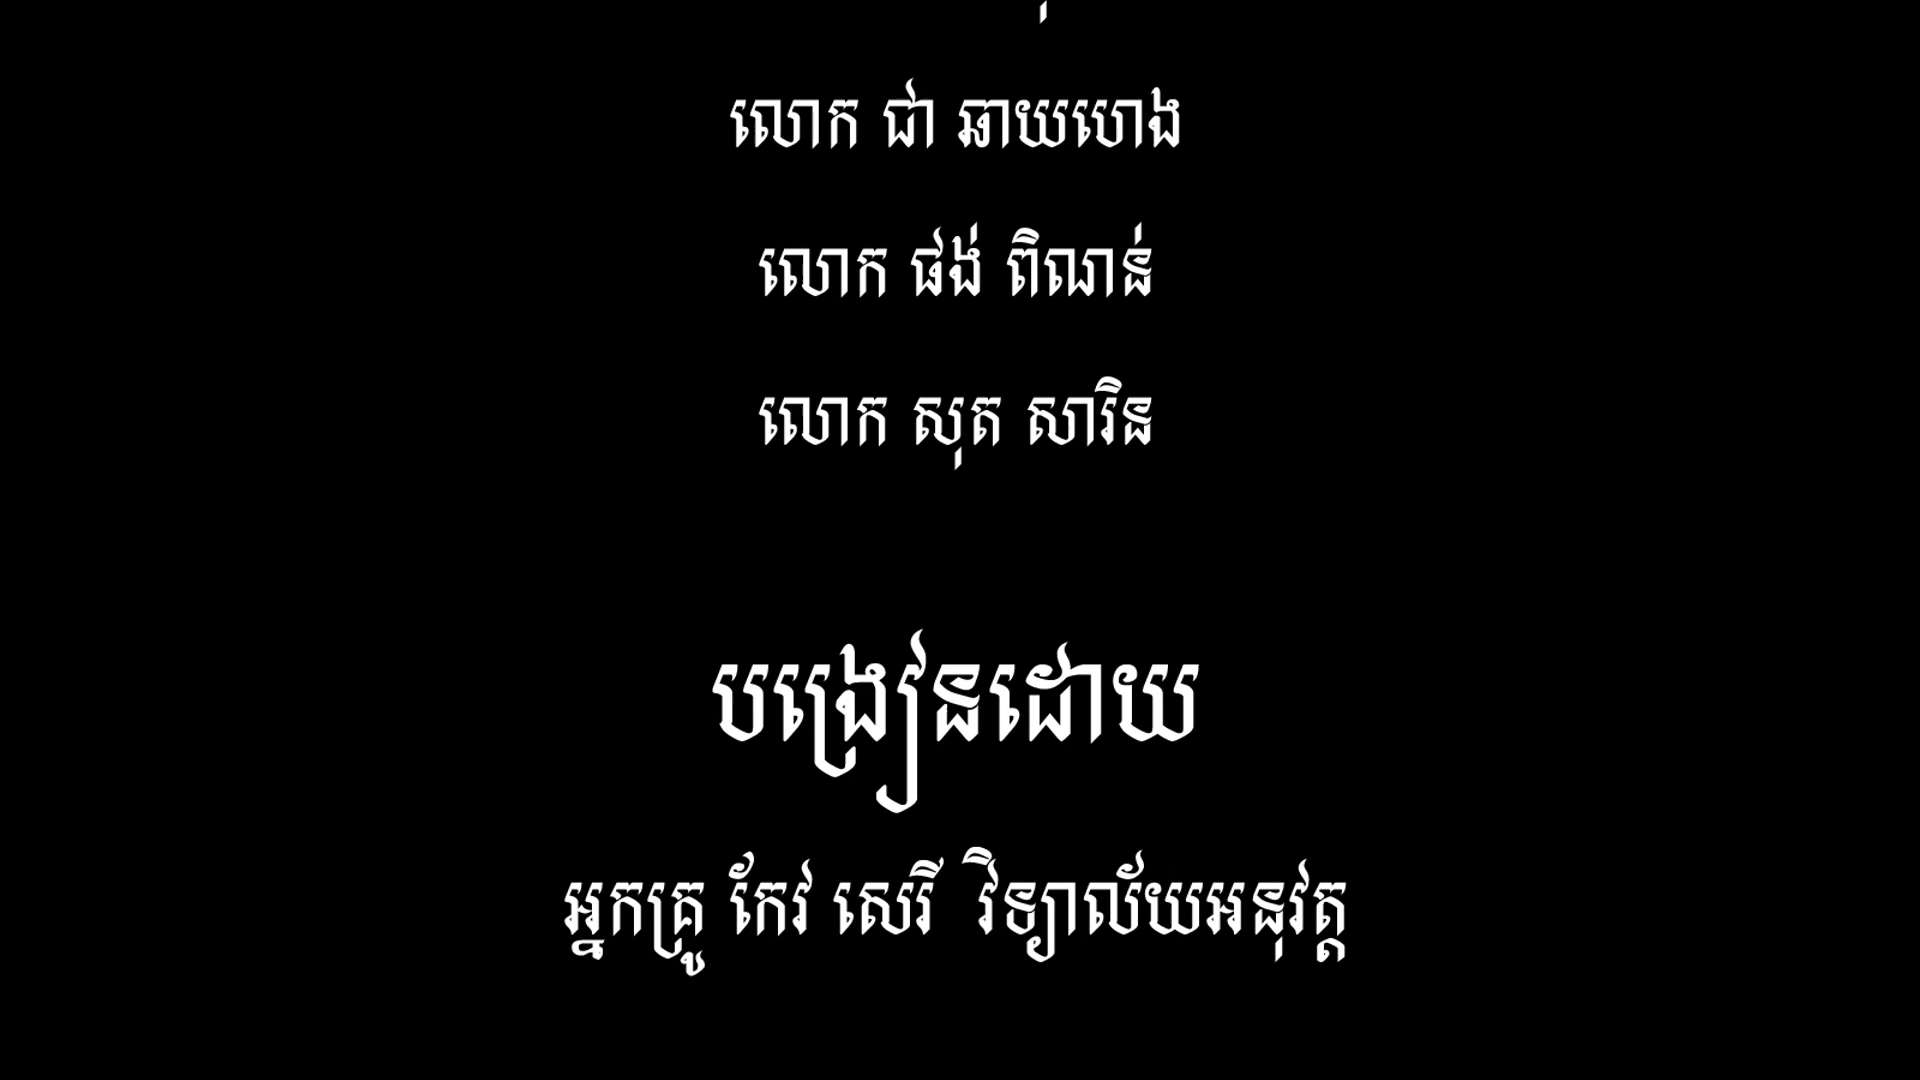 លោក ជា ឆាយហេង
លោក ផង់ ពិណន់
លោក សុត សារិន
បង្រៀនដោយ
អ្នកគ្រូ កែវ សេរី វិទ្យាល័យអនុវត្ត